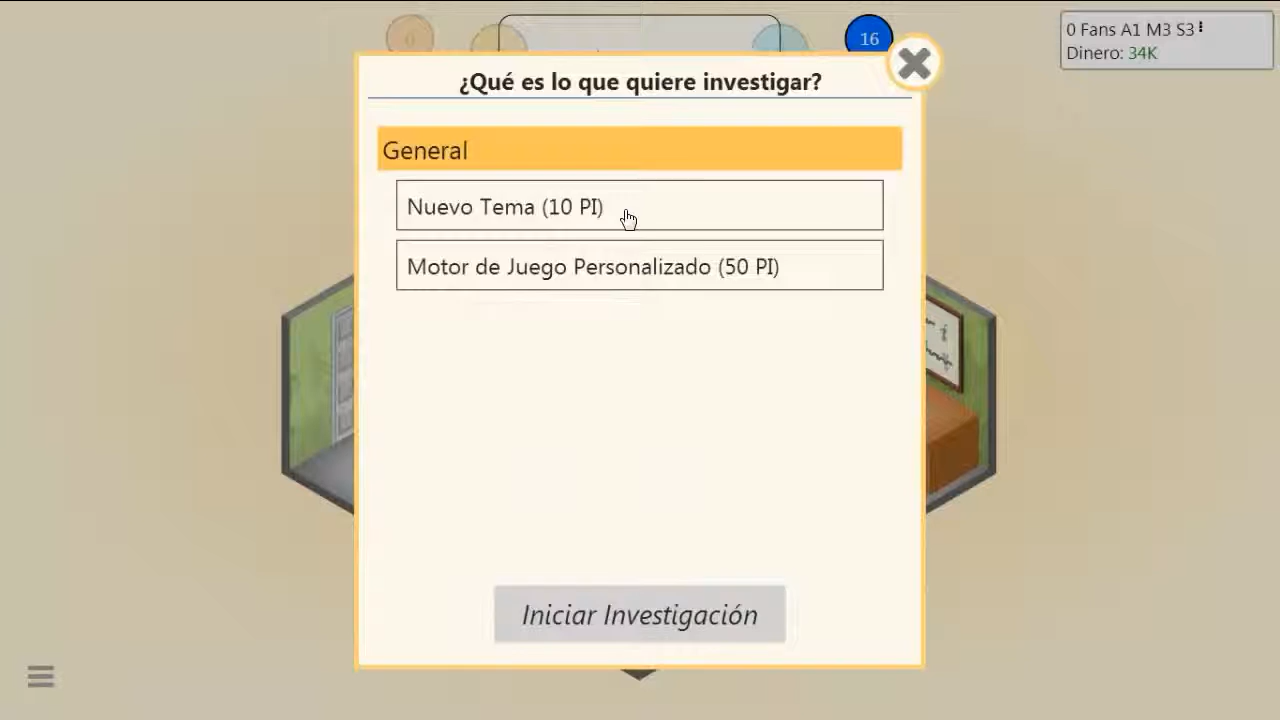 16
0 Fans A1 M3 S3
Dinero: 34K
¿Qué es lo que quiere investigar?
General
Nuevo Tema (10 PI)
Motor de Juego Personalizado (50 PI)
Iniciar Investigación